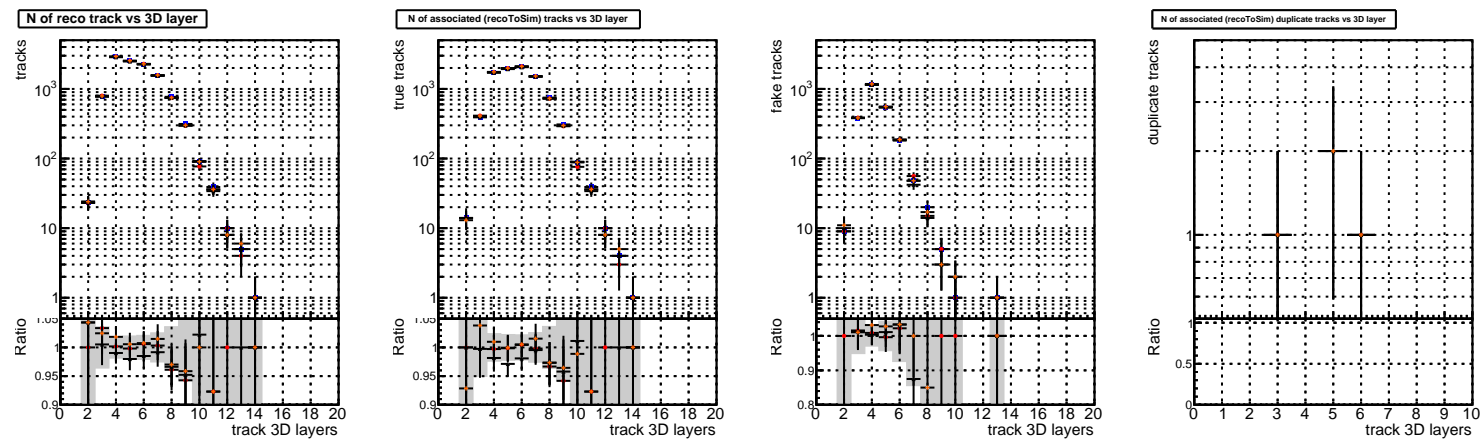 N of reco track vs 3D layer
tracks
10³
10²
10
1
Ratio
1.05
1
0.95
0.9
0 2 4 6 8 10 12 14 16 18 20
track 3D layers
N of associated (recoToSim) tracks vs 3D layer
true tracks
10³
10²
10
1
Ratio
1.05
1
0.95
0.9
0 2 4 6 8 10 12 14 16 18 20
track 3D layers
fake tracks
10³
10²
10
1
Ratio
1
0.9
0.8
0 2 4 6 8 10 12 14 16 18 20
track 3D layers
N of associated (recoToSim) duplicate tracks vs 3D layer
duplicate tracks
1
Ratio
1
0.5
0
0 1 2 3 4 5 6 7 8 9 10
track 3D layers